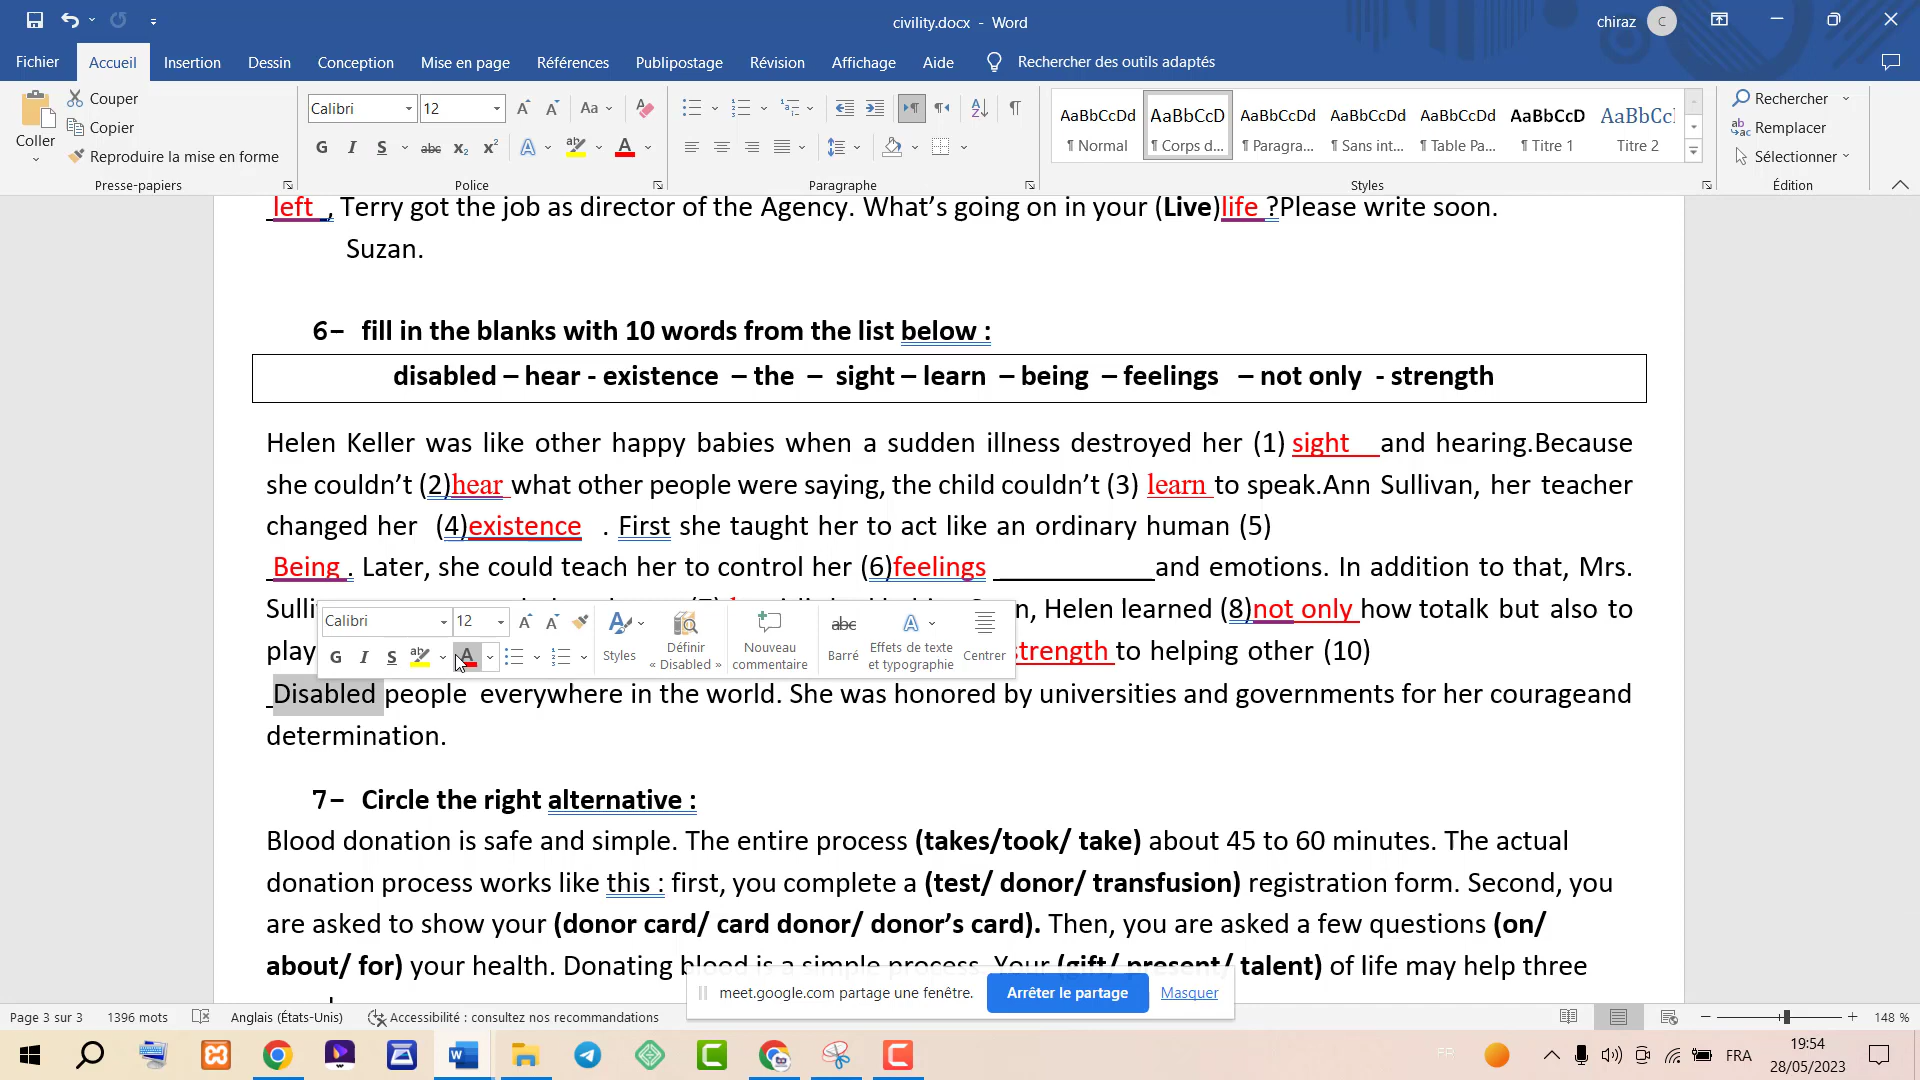 civility.docx - Word
chiraz
C
Fichier
Accueil
Insertion
Dessin
Conception
Mise en page
Références
Publipostage
Révision
Affichage
Aide
Rechercher des outils adaptés
Coller
Couper
Copier
Reproduire la mise en forme
Presse-papiers
Calibri
12
Police
Paragraphe
AaBbCcDd
¶ Normal
AaBbCcD
¶ Corps d...
AaBbCcDd
¶ Paragra...
AaBbCcDd
¶ Sans int...
AaBbCcDd
¶ Table Pa...
AaBbCcD
¶ Titre 1
AaBbCc
Titre 2
Styles
Rechercher
Remplacer
Sélectionner
Édition
left , Terry got the job as director of the Agency. What’s going on in your (Live)life ?Please write soon.
Suzan.
6– fill in the blanks with 10 words from the list below :
disabled – hear - existence – the – sight – learn – being – feelings – not only - strength
Helen Keller was like other happy babies when a sudden illness destroyed her (1) sight and hearing.Because
she couldn’t (2)hear what other people were saying, the child couldn’t (3) learn to speak.Ann Sullivan, her teacher
changed her (4)existence . First she taught her to act like an ordinary human (5)
Being . Later, she could teach her to control her (6)feelings ___________and emotions. In addition to that, Mrs.
Sulli n, Helen learned (8)not only how totalk but also to
play strength to helping other (10)
Disabled people everywhere in the world. She was honored by universities and governments for her courageand
determination.
Calibri
12
G I S
Styles
Définir « Disabled »
Nouveau commentaire
Barré
Effets de texte et typographie
Centrer
7– Circle the right alternative :
Blood donation is safe and simple. The entire process (takes/took/ take) about 45 to 60 minutes. The actual
donation process works like this : first, you complete a (test/ donor/ transfusion) registration form. Second, you
are asked to show your (donor card/ card donor/ donor’s card). Then, you are asked a few questions (on/
about/ for) your health. Donating blood is a simple process. Your (gift/ present/ talent) of life may help three
meet.google.com partage une fenêtre.
Arrêter le partage
Masquer
Page 3 sur 3
1396 mots
Anglais (États-Unis)
Accessibilité : consultez nos recommandations
148 %
FRA
19:54
28/05/2023